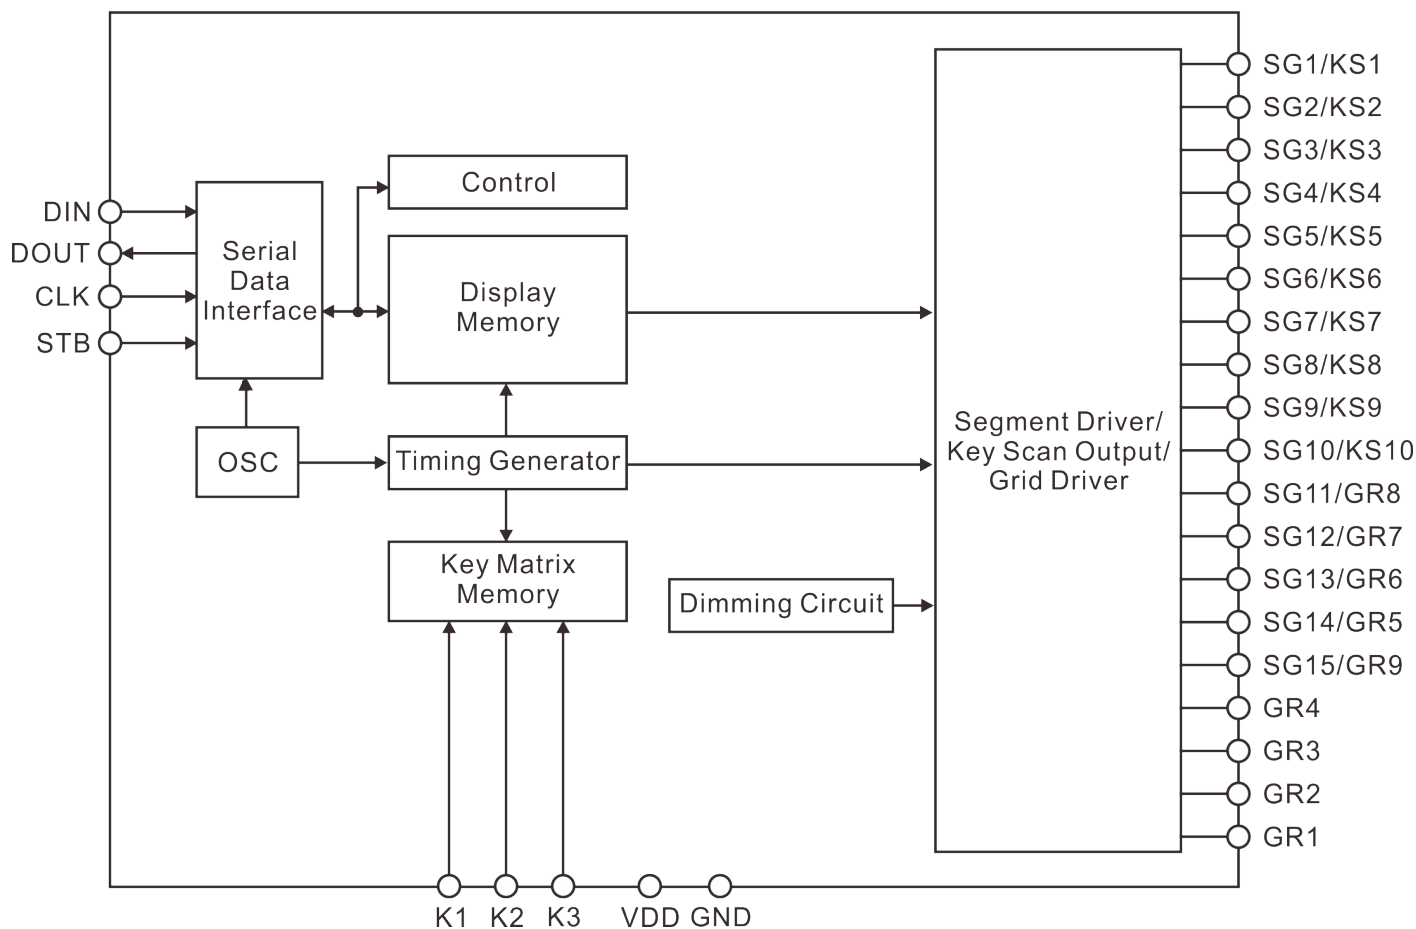 DIN
DOUT
CLK
STB
Serial
Data
Interface
OSC
Control
Display
Memory
Timing Generator
Key Matrix
Memory
Dimming Circuit
Segment Driver/
Key Scan Output/
Grid Driver
SG1/KS1
SG2/KS2
SG3/KS3
SG4/KS4
SG5/KS5
SG6/KS6
SG7/KS7
SG8/KS8
SG9/KS9
SG10/KS10
SG11/GR8
SG12/GR7
SG13/GR6
SG14/GR5
SG15/GR9
GR4
GR3
GR2
GR1
K1 K2 K3 VDD GND